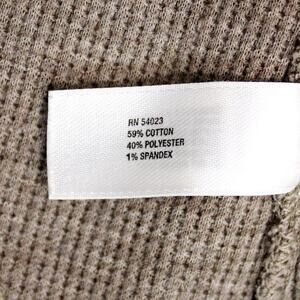 RN 54023
59% COTTON
40% POLYESTER
1% SPANDEX